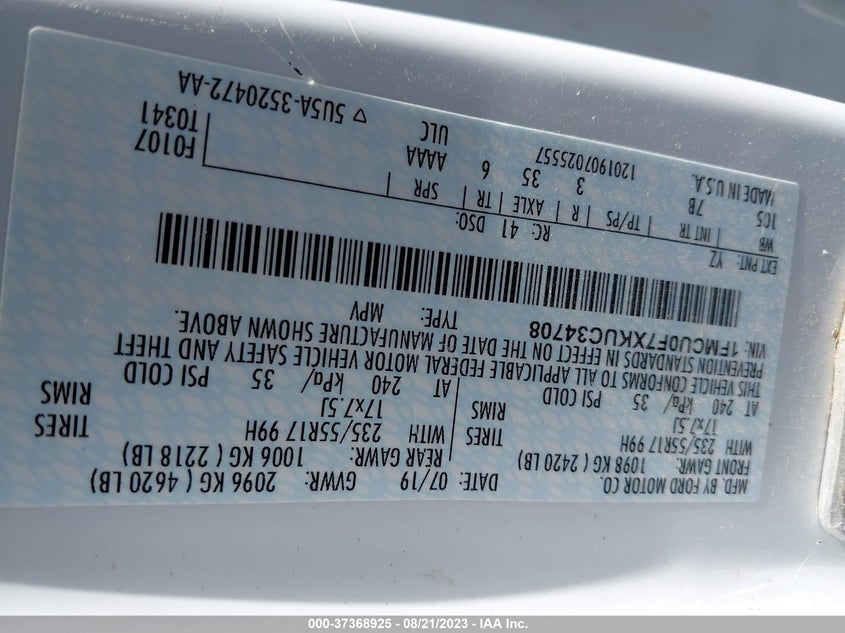 MFD. BY FORD MOTOR CO.
DATE: 07/19 GVWR: 2096 KG ( 4620 LB)
FRONT GAWR: 1098 KG ( 2420 LB) REAR GAWR: 1006 KG ( 2218 LB)
WITH 235/55R17 99H TIRES WITH 235/55R17 99H TIRES
17x7.5J RIMS 17x7.5J RIMS
AT 240 kPa/ 35 PSI COLD AT 240 kPa/ 35 PSI COLD
THIS VEHICLE CONFORMS TO ALL APPLICABLE FEDERAL MOTOR VEHICLE SAFETY AND THEFT
PREVENTION STANDARDS IN EFFECT ON THE DATE OF MANUFACTURE SHOWN ABOVE.
VIN: 1FMCU0F7XKUC34708 TYPE: MPV
EXT PNT: YZ RC: 41 DSO:
WB INT TR TP/PS R AXLE TR SPR
1C5 7B 3 35 6 AAAA F0107
T0341
MADE IN U.S.A. 1201907025557 ULC ▽ 5U5A-3520472-AA
000-37368925 - 08/21/2023 - © IAA Inc.